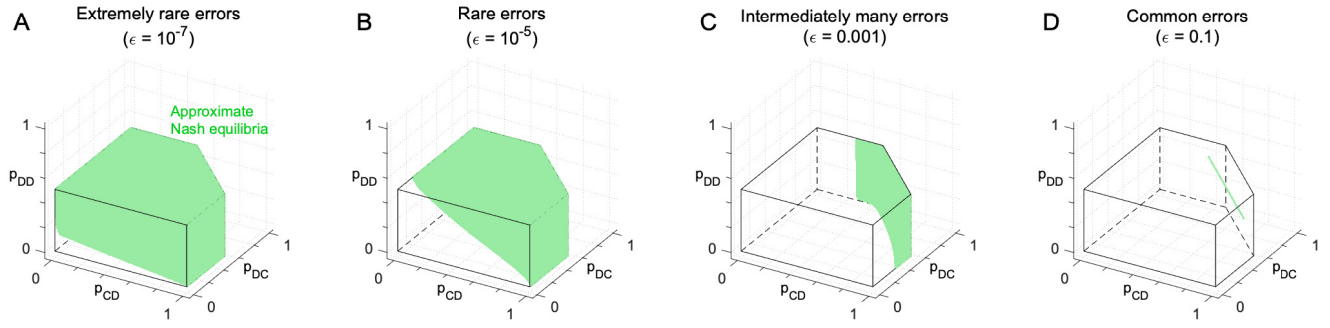 A
Extremely rare errors
(ϵ = 10⁻⁷)
Approximate
Nash equilibria
1
p_DD
0
0
p_CD
1
0
p_DC
1
B
Rare errors
(ϵ = 10⁻⁵)
1
p_DD
0
0
p_CD
1
0
p_DC
1
C
Intermediately many errors
(ϵ = 0.001)
1
p_DD
0
0
p_CD
1
0
p_DC
1
D
Common errors
(ϵ = 0.1)
1
p_DD
0
0
p_CD
1
0
p_DC
1